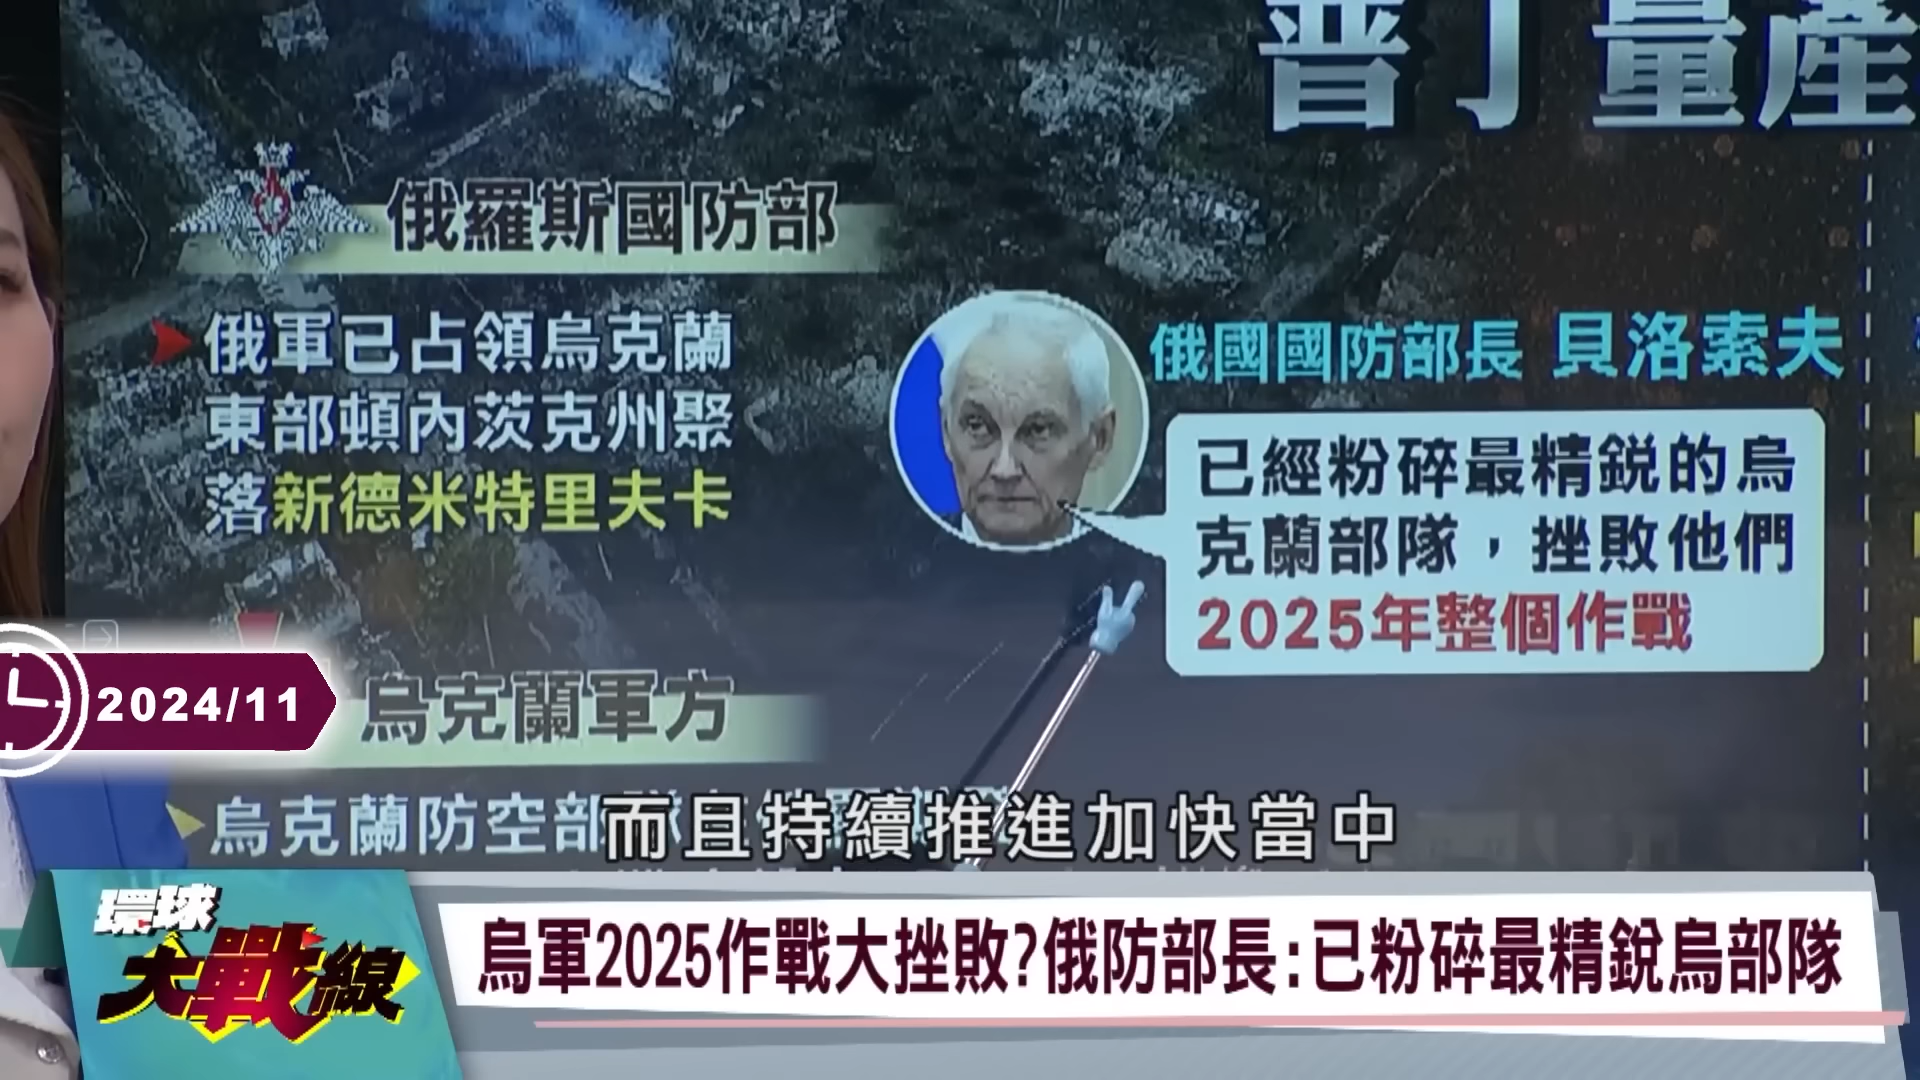 普丁量產
俄羅斯國防部
俄軍已占領烏克蘭
東部頓內茨克州聚
落新德米特里夫卡
俄國國防部長 貝洛索夫
已經粉碎最精銳的烏
克蘭部隊，挫敗他們
2025年整個作戰
2024/11
烏克蘭軍方
烏克蘭防空部
而且持續推進加快當中
環球
大戰線
烏軍2025作戰大挫敗?俄防部長:已粉碎最精銳烏部隊